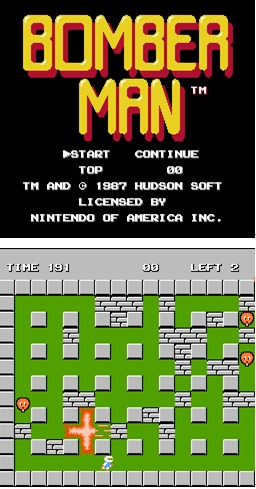 BOMBER
MAN™
▶START CONTINUE
TOP 00
TM AND © 1987 HUDSON SOFT
LICENSED BY
NINTENDO OF AMERICA INC.
TIME 191 00 LEFT 2